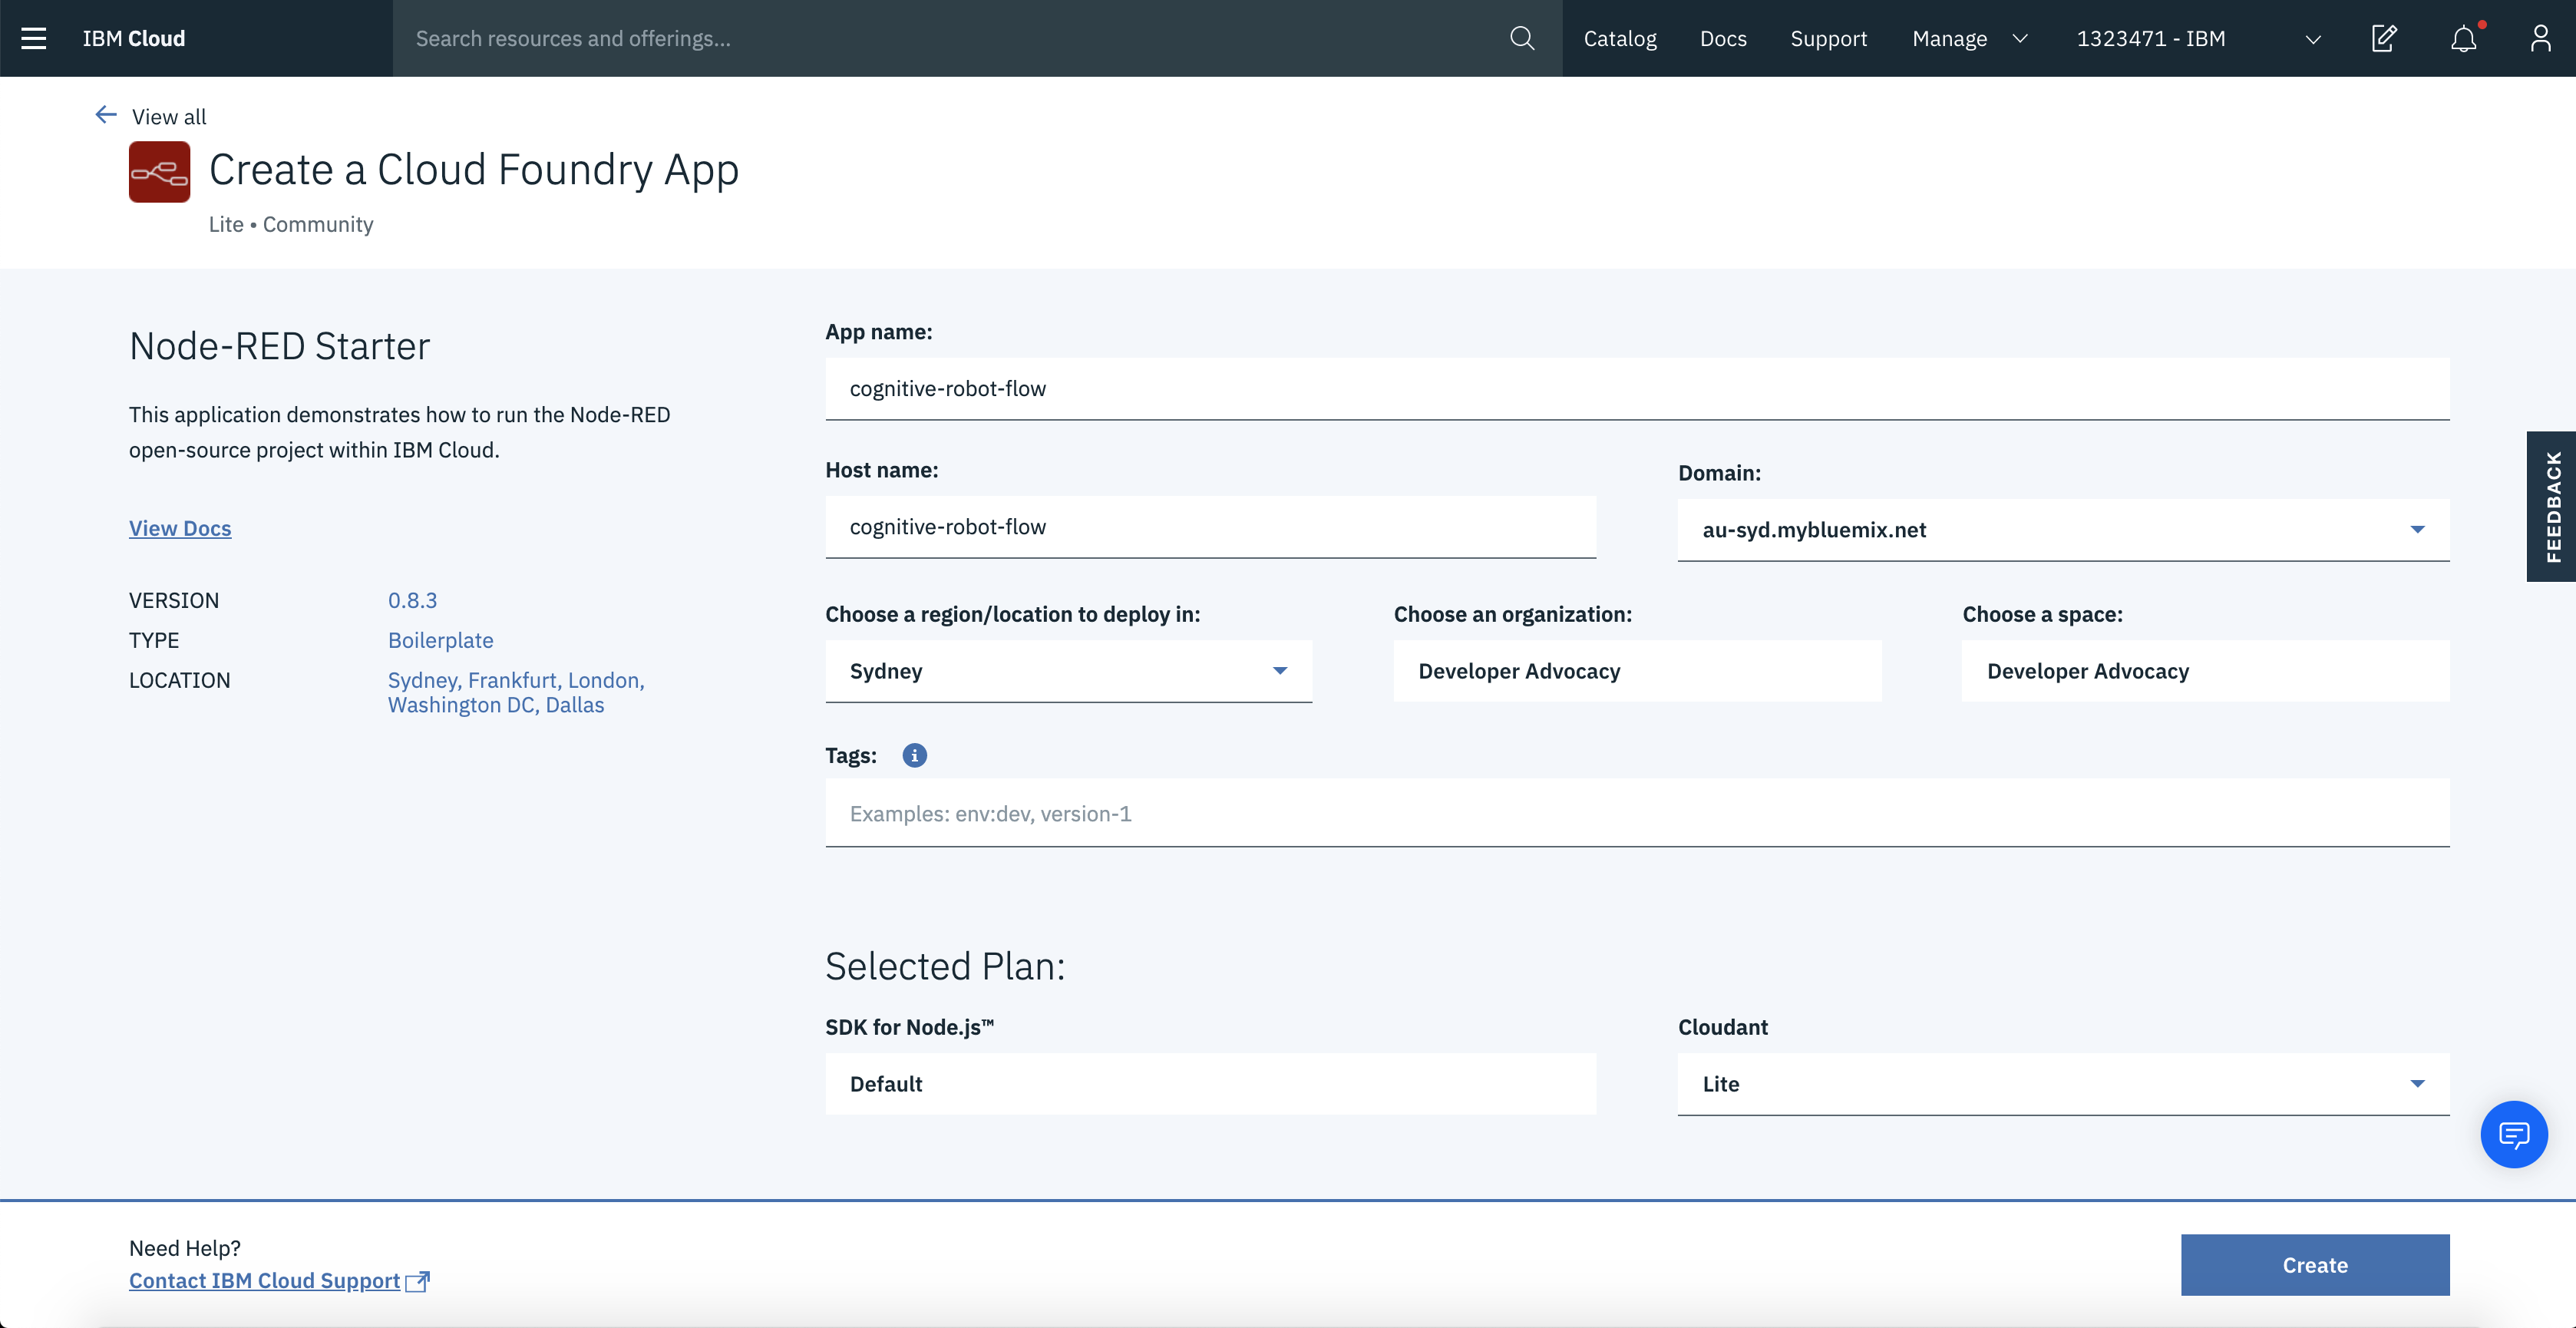 IBM Cloud
Search resources and offerings...
Catalog
Docs
Support
Manage
1323471 - IBM
View all
Create a Cloud Foundry App
Lite • Community
Node-RED Starter
This application demonstrates how to run the Node-RED
open-source project within IBM Cloud.
View Docs
VERSION 0.8.3
TYPE Boilerplate
LOCATION Sydney, Frankfurt, London,
Washington DC, Dallas
App name:
cognitive-robot-flow
Host name:
cognitive-robot-flow
Domain:
au-syd.mybluemix.net
Choose a region/location to deploy in:
Sydney
Choose an organization:
Developer Advocacy
Choose a space:
Developer Advocacy
Tags:
Examples: env:dev, version-1
Selected Plan:
SDK for Node.js™
Default
Cloudant
Lite
FEEDBACK
Need Help?
Contact IBM Cloud Support
Create